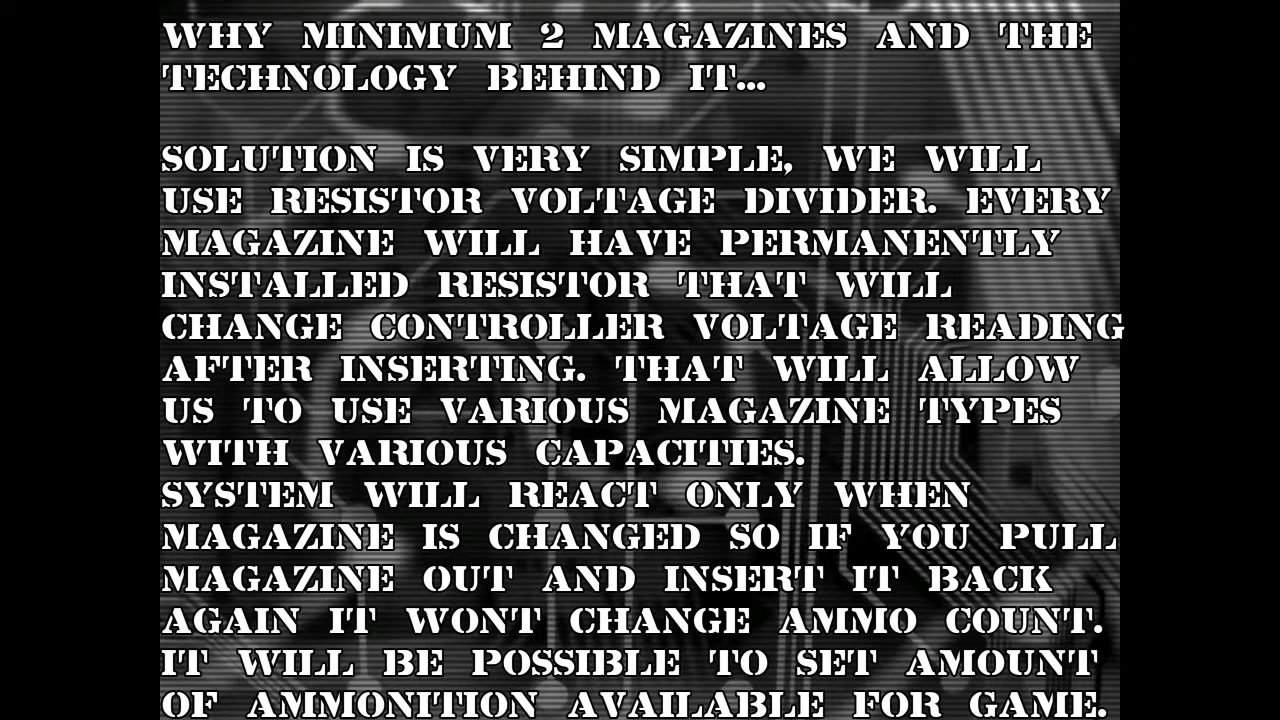 WHY MINIMUM 2 MAGAZINES AND THE
TECHNOLOGY BEHIND IT...
SOLUTION IS VERY SIMPLE, WE WILL
USE RESISTOR VOLTAGE DIVIDER. EVERY
MAGAZINE WILL HAVE PERMANENTLY
INSTALLED RESISTOR THAT WILL
CHANGE CONTROLLER VOLTAGE READING
AFTER INSERTING. THAT WILL ALLOW
US TO USE VARIOUS MAGAZINE TYPES
WITH VARIOUS CAPACITIES.
SYSTEM WILL REACT ONLY WHEN
MAGAZINE IS CHANGED SO IF YOU PULL
MAGAZINE OUT AND INSERT IT BACK
AGAIN IT WONT CHANGE AMMO COUNT.
IT WILL BE POSSIBLE TO SET AMOUNT
OF AMMONITION AVAILABLE FOR GAME.